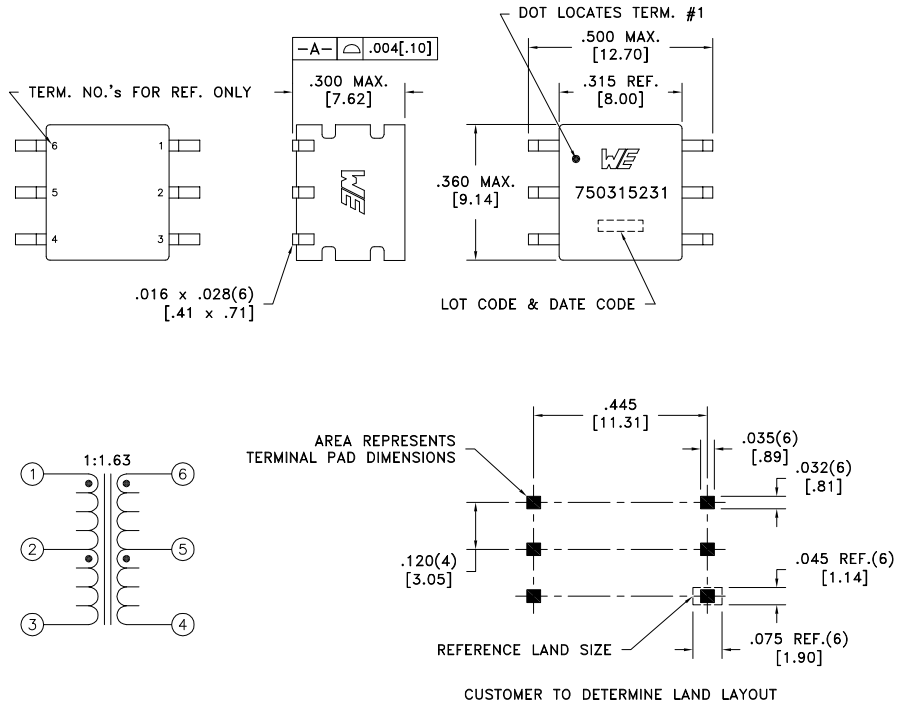 DOT LOCATES TERM. #1
-A- .004[.10]
.500 MAX.
[12.70]
.300 MAX.
[7.62]
.315 REF.
[8.00]
TERM. NO.'s FOR REF. ONLY
6 1
5 2
4 3
WE
WE
750315231
.360 MAX.
[9.14]
.016 x .028(6)
[.41 x .71]
LOT CODE & DATE CODE
.445
[11.31]
AREA REPRESENTS
TERMINAL PAD DIMENSIONS
.035(6)
[.89]
.032(6)
[.81]
1:1.63
1 6
2 5
3 4
.120(4)
[3.05]
.045 REF.(6)
[1.14]
REFERENCE LAND SIZE
.075 REF.(6)
[1.90]
CUSTOMER TO DETERMINE LAND LAYOUT